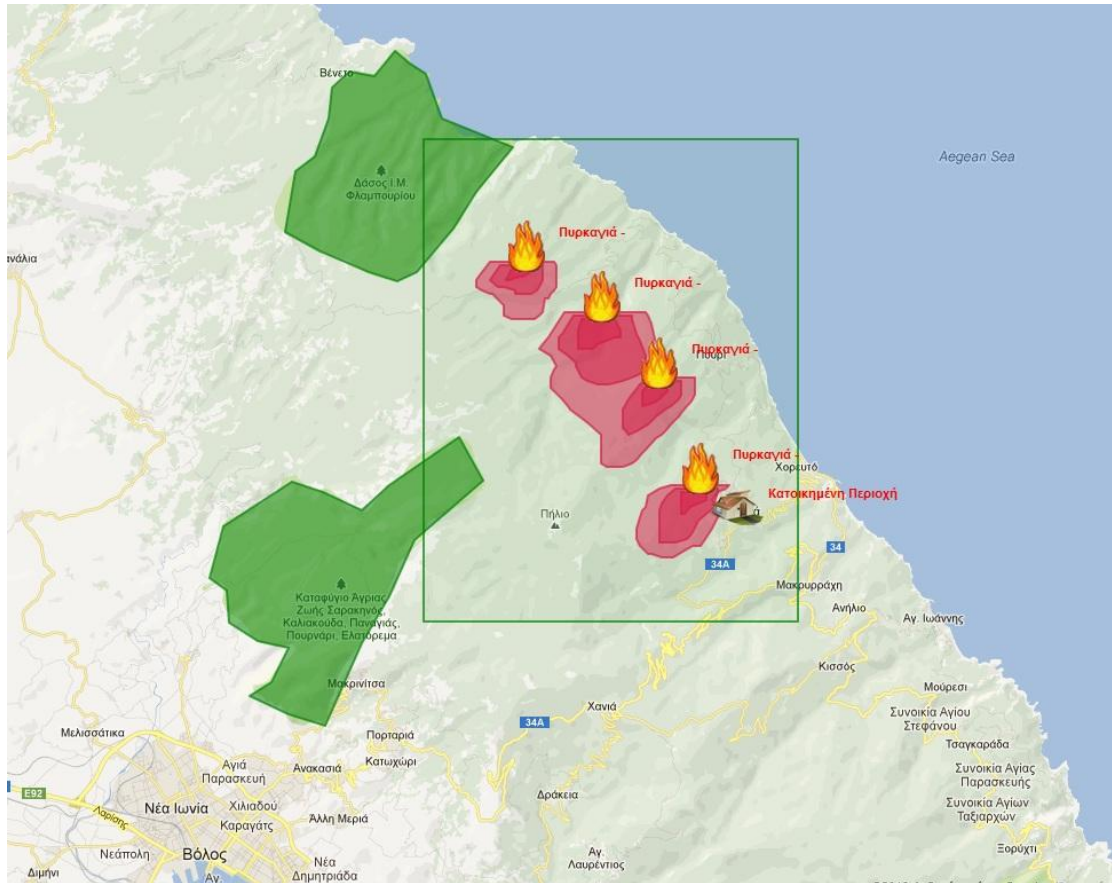 Βένετο
Aegean Sea
Δάσος Ι.Μ.
Φλαμπουρίου
Πυρκαγιά -
Πυρκαγιά -
Πυρκαγιά -
Πουρί
Πυρκαγιά -
Χορευτό
Κατοικημένη Περιοχή
Πήλιο
34
34A
Μακρυρράχη
Καταφύγιο Άγριας
Ζωής Σαρακηνός,
Καλιακούδα, Παναγιάς,
Πουρνάρι, Ελατόρεμα
Ανήλιο
Αγ. Ιωάννης
Κισσός
Μακρινίτσα
Μούρεσι
Χανιά
Συνοικία Αγίου
Στεφάνου
34A
Μελισσάτικα
Πορταριά
Τσαγκαράδα
Κατωχώρι
Αγιά
Παρασκευή
Ανακασιά
Συνοικία Αγίας
Παρασκευής
E92
Δράκεια
Νέα Ιωνία
Χιλιαδού
Συνοικία Αγίων
Ταξιαρχών
Λαρίσης
Καραγάτς
Άλλη Μεριά
Ξορύχτι
Νεάπολη
Βόλος
Αγ.
Λαυρέντιος
Διμήνι
Αγ.
Νέα
Δημητριάδα